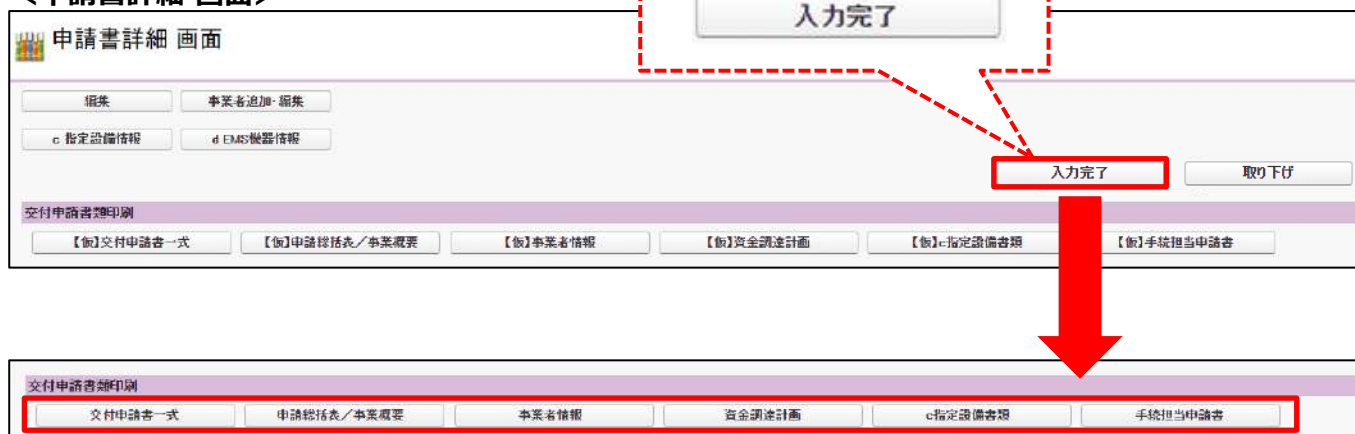 ＜申請書詳細 画面＞
入力完了
申請書詳細 画面
編集 事業者追加・編集
c 指定設備情報 d EMS機器情報
入力完了 取り下げ
交付申請書類印刷
【仮】交付申請書一式 【仮】申請総括表／事業概要 【仮】事業者情報 【仮】資金調達計画 【仮】c指定設備書類 【仮】手続担当申請書
交付申請書類印刷
交付申請書一式 申請総括表／事業概要 事業者情報 資金調達計画 c指定設備書類 手続担当申請書